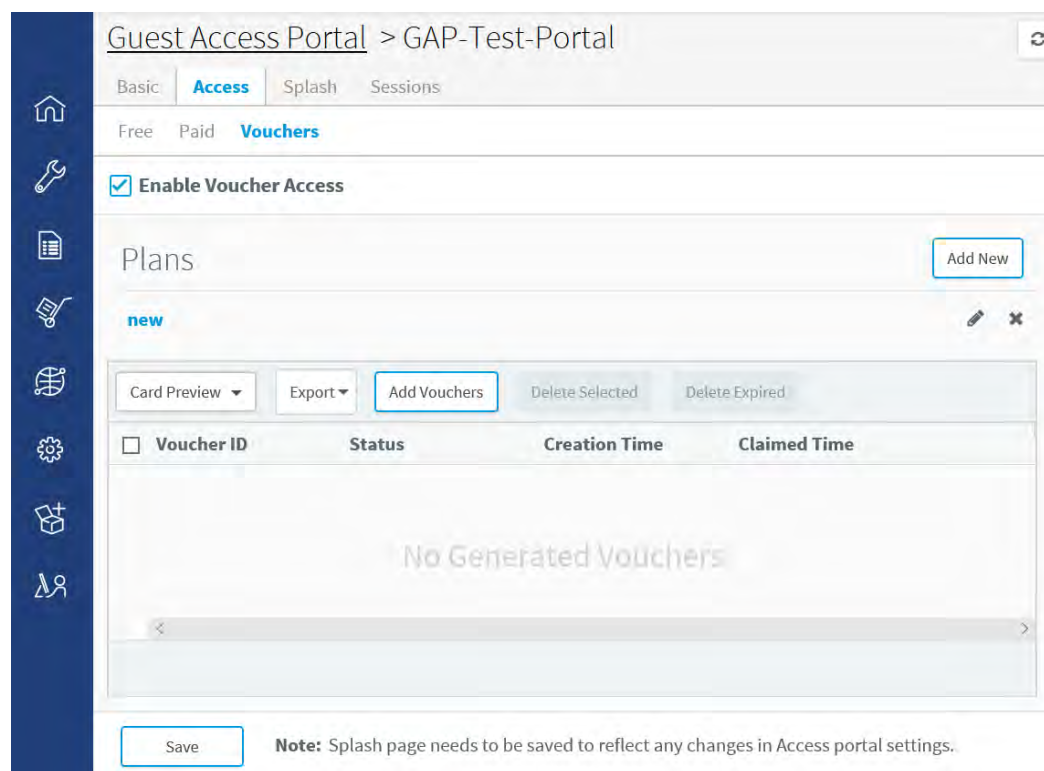 Guest Access Portal > GAP-Test-Portal
Basic Access Splash Sessions
Free Paid Vouchers
Enable Voucher Access
Plans Add New
new
Card Preview Export Add Vouchers Delete Selected Delete Expired
Voucher ID Status Creation Time Claimed Time
No Generated Vouchers
Save Note: Splash page needs to be saved to reflect any changes in Access portal settings.